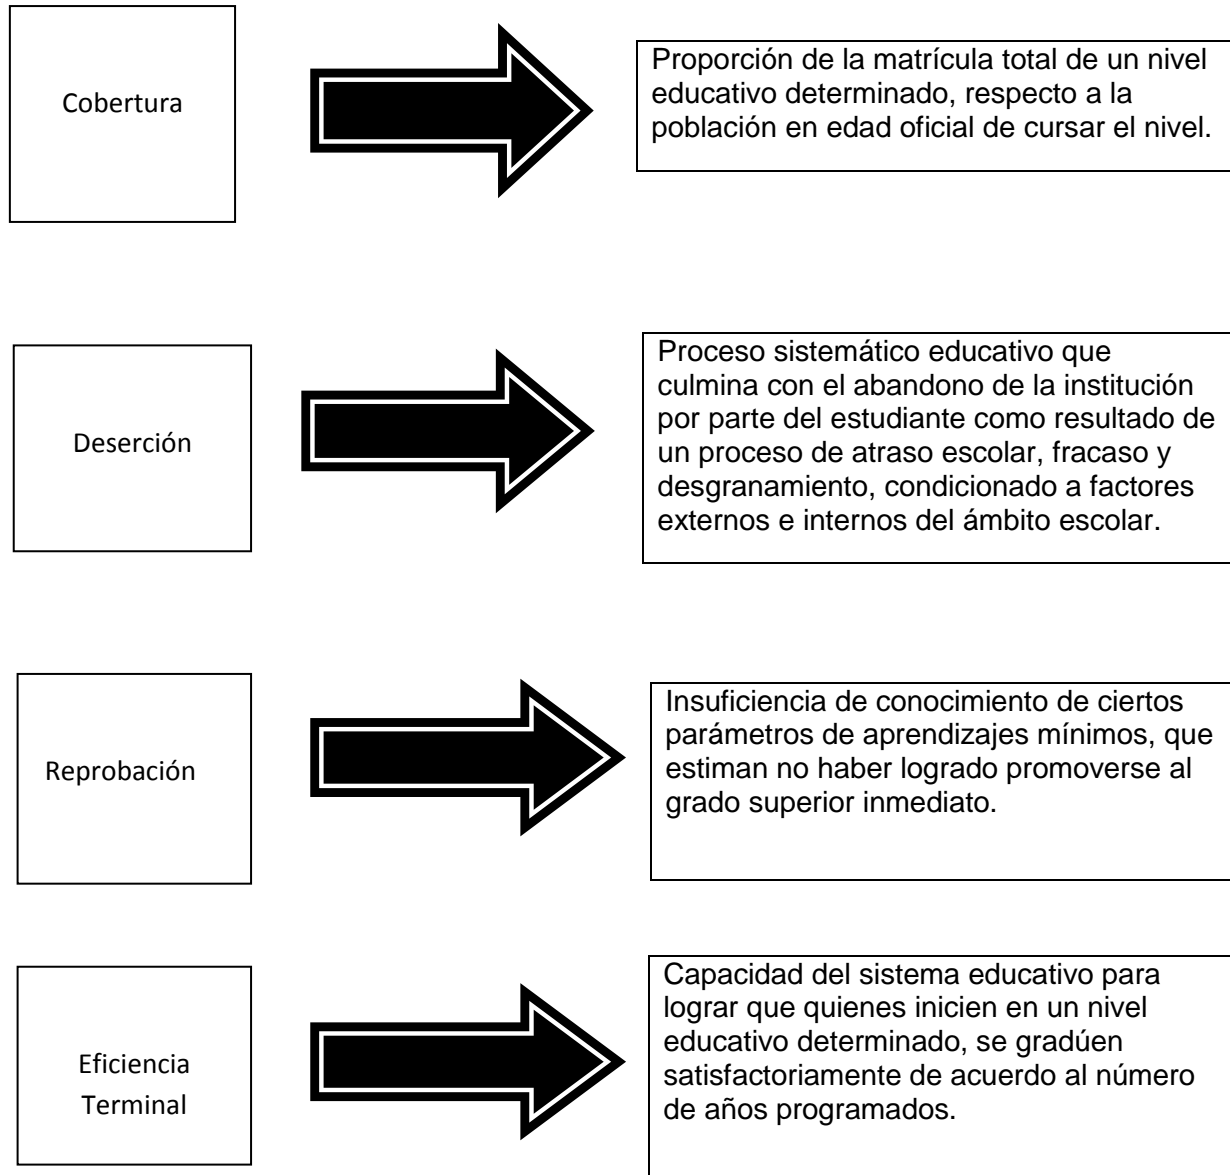 Cobertura
Proporción de la matrícula total de un nivel
educativo determinado, respecto a la
población en edad oficial de cursar el nivel.
Deserción
Proceso sistemático educativo que
culmina con el abandono de la institución
por parte del estudiante como resultado de
un proceso de atraso escolar, fracaso y
desgranamiento, condicionado a factores
externos e internos del ámbito escolar.
Reprobación
Insuficiencia de conocimiento de ciertos
parámetros de aprendizajes mínimos, que
estiman no haber logrado promoverse al
grado superior inmediato.
Eficiencia
Terminal
Capacidad del sistema educativo para
lograr que quienes inicien en un nivel
educativo determinado, se gradúen
satisfactoriamente de acuerdo al número
de años programados.